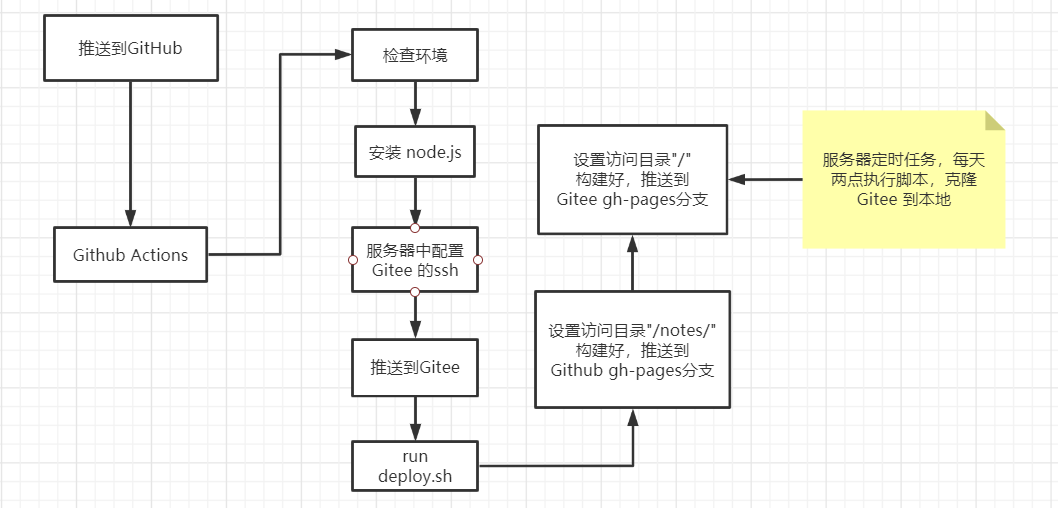 推送到GitHub
Github Actions
检查环境
安装 node.js
服务器中配置
Gitee 的ssh
推送到Gitee
run
deploy.sh
设置访问目录"/notes/"
构建好，推送到
Github gh-pages分支
设置访问目录"/"
构建好，推送到
Gitee gh-pages分支
服务器定时任务，每天
两点执行脚本，克隆
Gitee 到本地